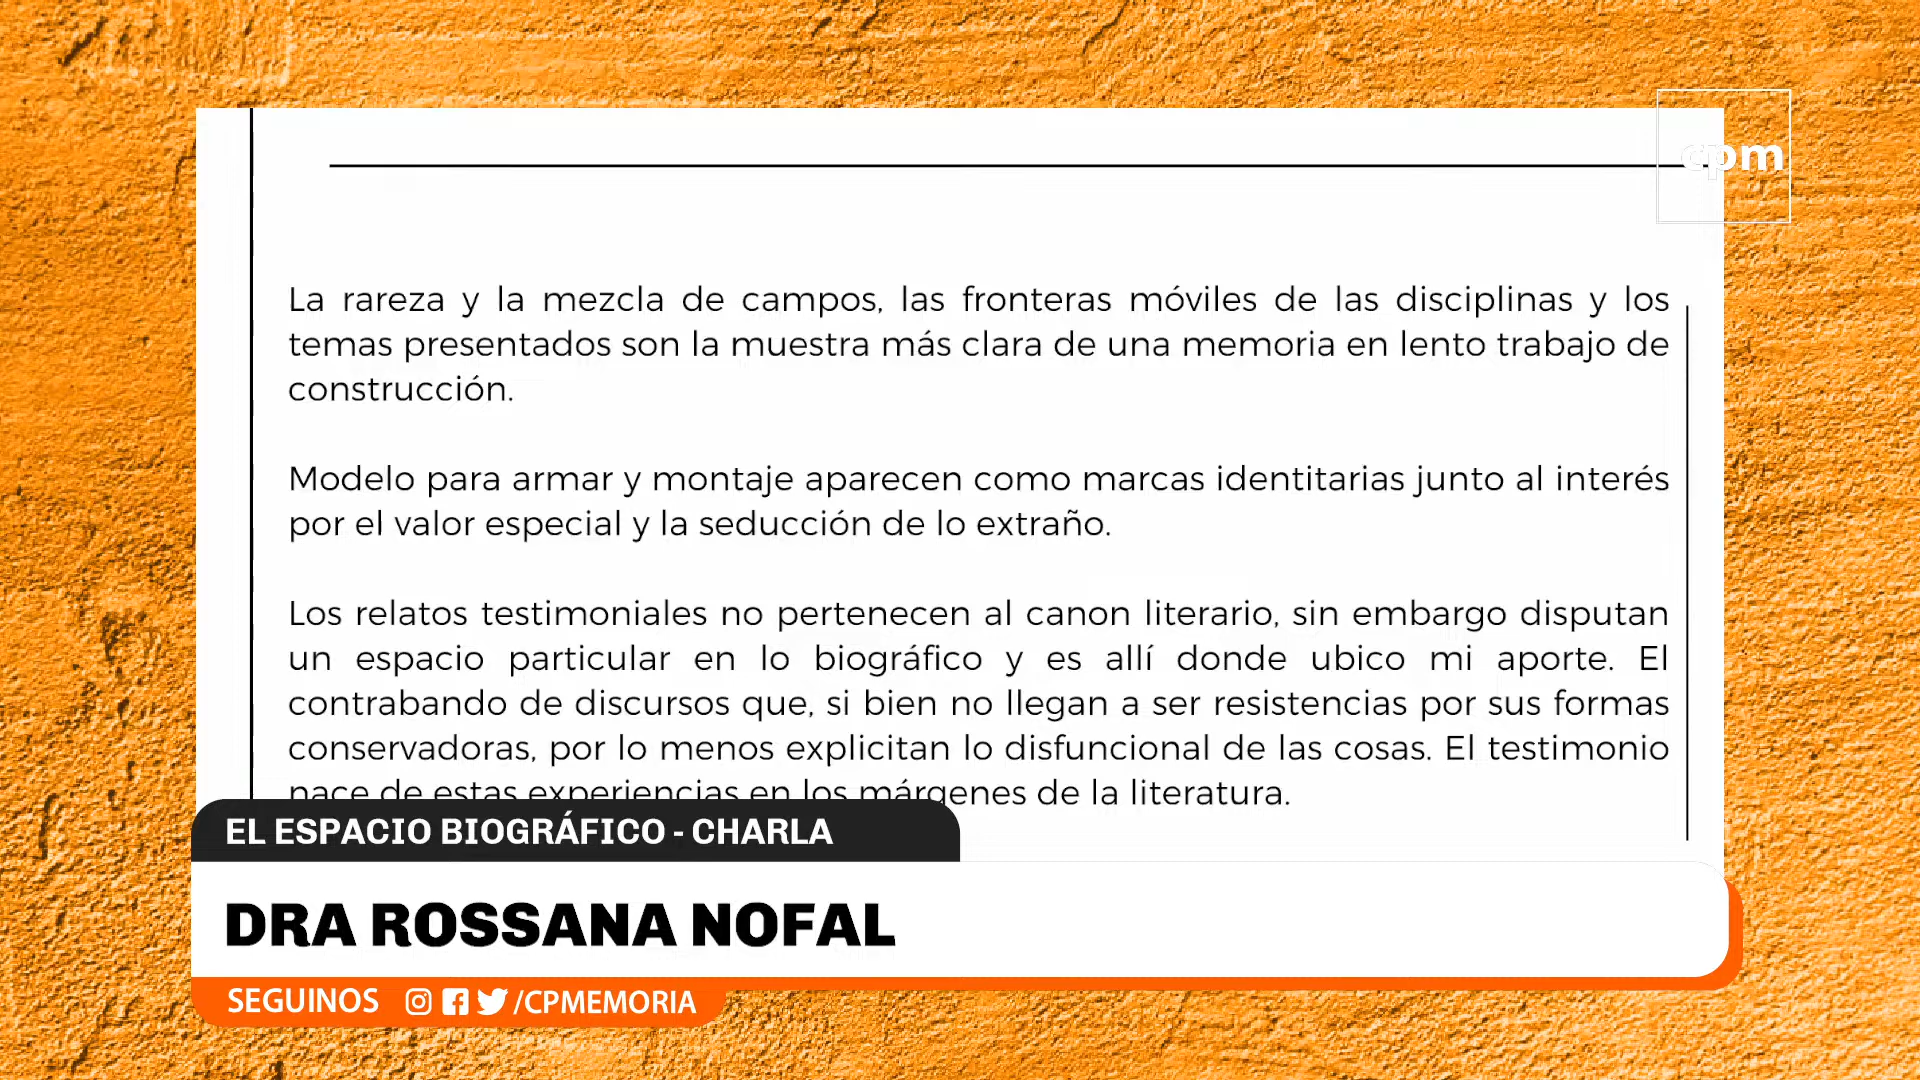 cpm
La rareza y la mezcla de campos, las fronteras móviles de las disciplinas y los
temas presentados son la muestra más clara de una memoria en lento trabajo de
construcción.
Modelo para armar y montaje aparecen como marcas identitarias junto al interés
por el valor especial y la seducción de lo extraño.
Los relatos testimoniales no pertenecen al canon literario, sin embargo disputan
un espacio particular en lo biográfico y es allí donde ubico mi aporte. El
contrabando de discursos que, si bien no llegan a ser resistencias por sus formas
conservadoras, por lo menos explicitan lo disfuncional de las cosas. El testimonio
nace de estas experiencias en los márgenes de la literatura.
EL ESPACIO BIOGRÁFICO - CHARLA
DRA ROSSANA NOFAL
SEGUINOS /CPMEMORIA